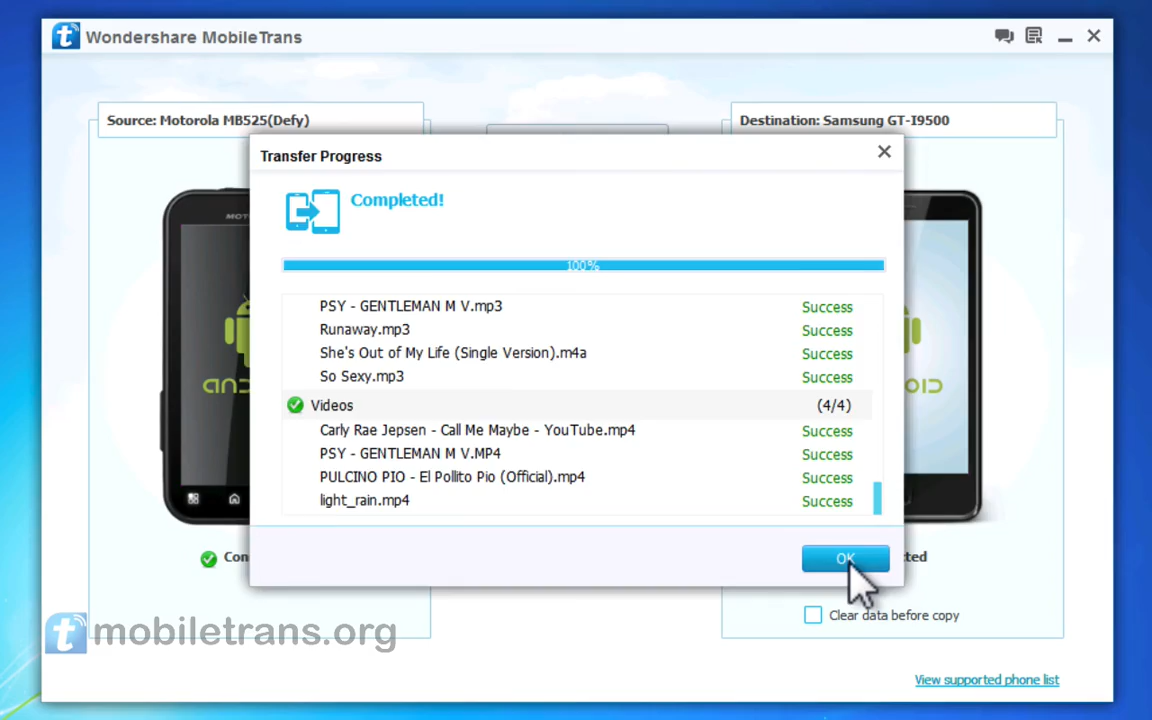 Wondershare MobileTrans
Source: Motorola MB525(Defy)
Destination: Samsung GT-I9500
Transfer Progress
Completed!
100%
PSY - GENTLEMAN M V.mp3 Success
Runaway.mp3 Success
She's Out of My Life (Single Version).m4a Success
So Sexy.mp3 Success
Videos (4/4)
Carly Rae Jepsen - Call Me Maybe - YouTube.mp4 Success
PSY - GENTLEMAN M V.MP4 Success
PULCINO PIO - El Pollito Pio (Official).mp4 Success
light_rain.mp4 Success
OK
Clear data before copy
mobiletrans.org
View supported phone list